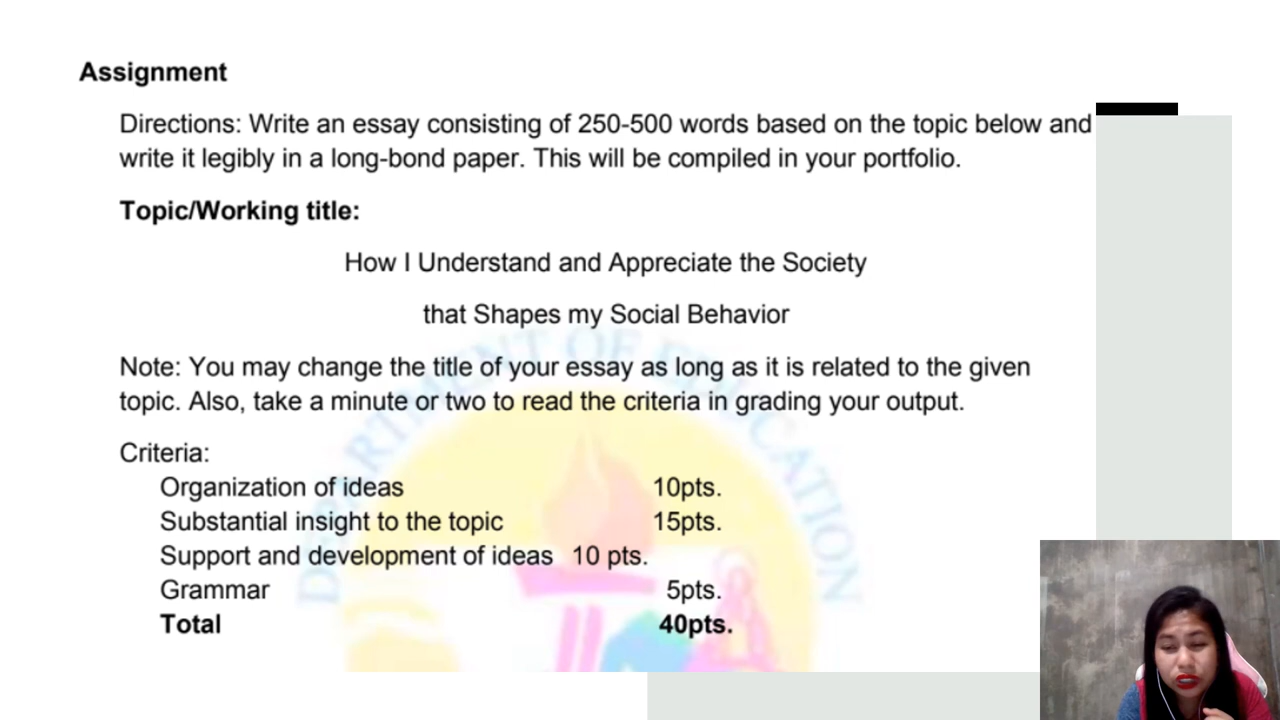 Assignment
Directions: Write an essay consisting of 250-500 words based on the topic below and
write it legibly in a long-bond paper. This will be compiled in your portfolio.
Topic/Working title:
How I Understand and Appreciate the Society
that Shapes my Social Behavior
Note: You may change the title of your essay as long as it is related to the given
topic. Also, take a minute or two to read the criteria in grading your output.
Criteria:
Organization of ideas 10pts.
Substantial insight to the topic 15pts.
Support and development of ideas 10 pts.
Grammar 5pts.
Total 40pts.
DEPARTMENT OF EDUCATION